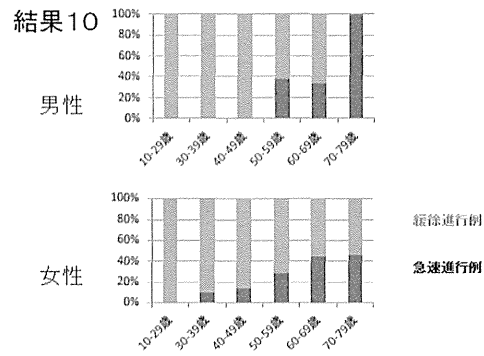 結果10
男性
100%
80%
60%
40%
20%
0%
10-29歳
30-39歳
40-49歳
50-59歳
60-69歳
70-79歳
女性
100%
80%
60%
40%
20%
0%
10-29歳
30-39歳
40-49歳
50-59歳
60-69歳
70-79歳
緩徐進行例
急速進行例